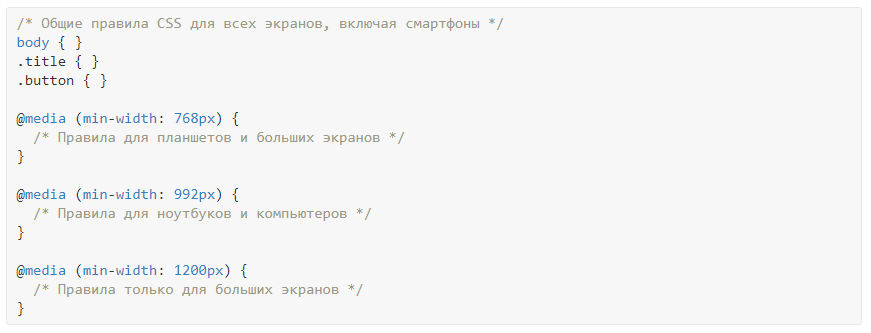 /* Общие правила CSS для всех экранов, включая смартфоны */
body { }
.title { }
.button { }
@media (min-width: 768px) {
/* Правила для планшетов и больших экранов */
}
@media (min-width: 992px) {
/* Правила для ноутбуков и компьютеров */
}
@media (min-width: 1200px) {
/* Правила только для больших экранов */
}